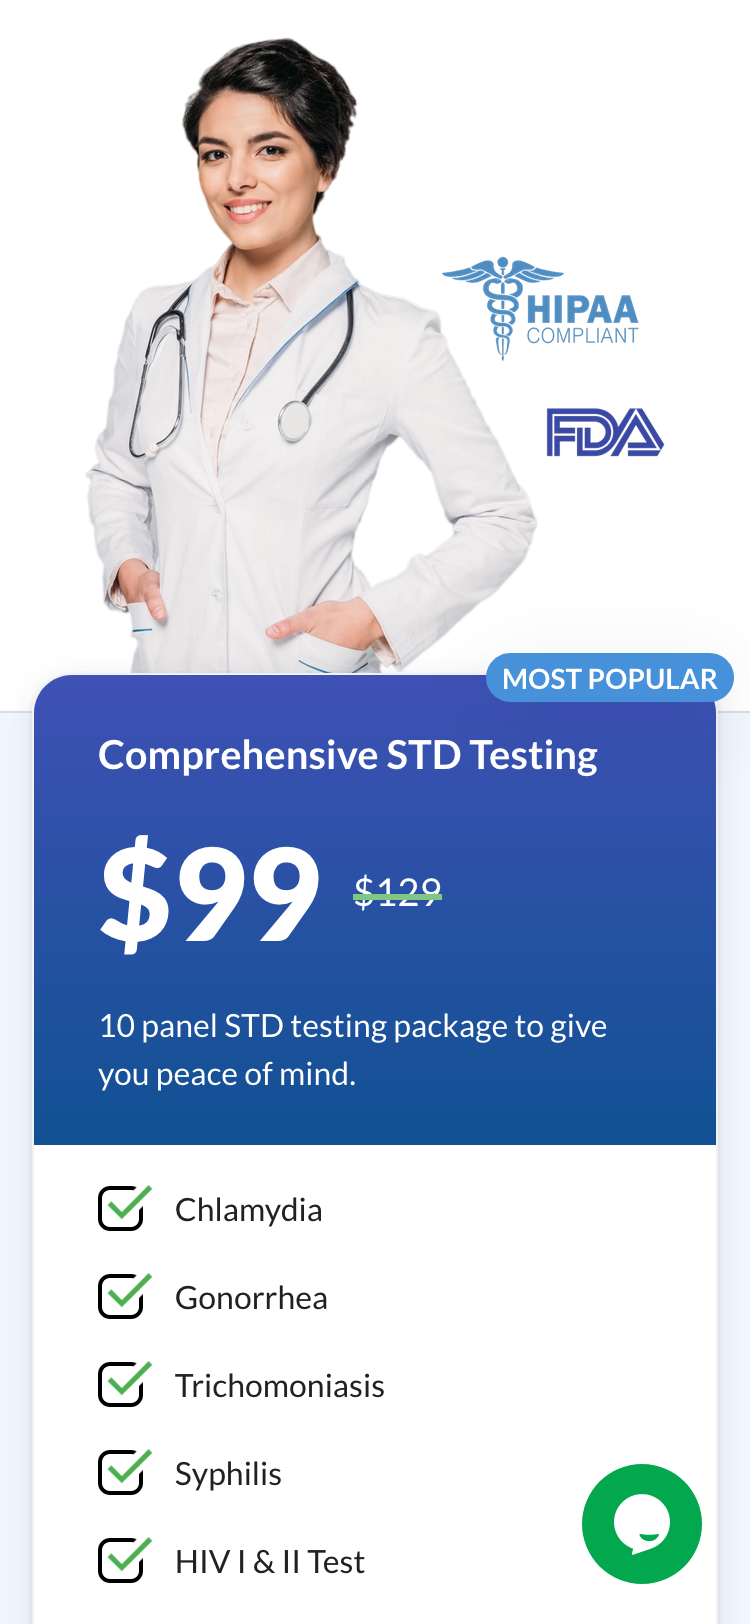 HIPAA
COMPLIANT
FDA
MOST POPULAR
Comprehensive STD Testing
$99 $129
10 panel STD testing package to give
you peace of mind.
Chlamydia
Gonorrhea
Trichomoniasis
Syphilis
HIV I & II Test